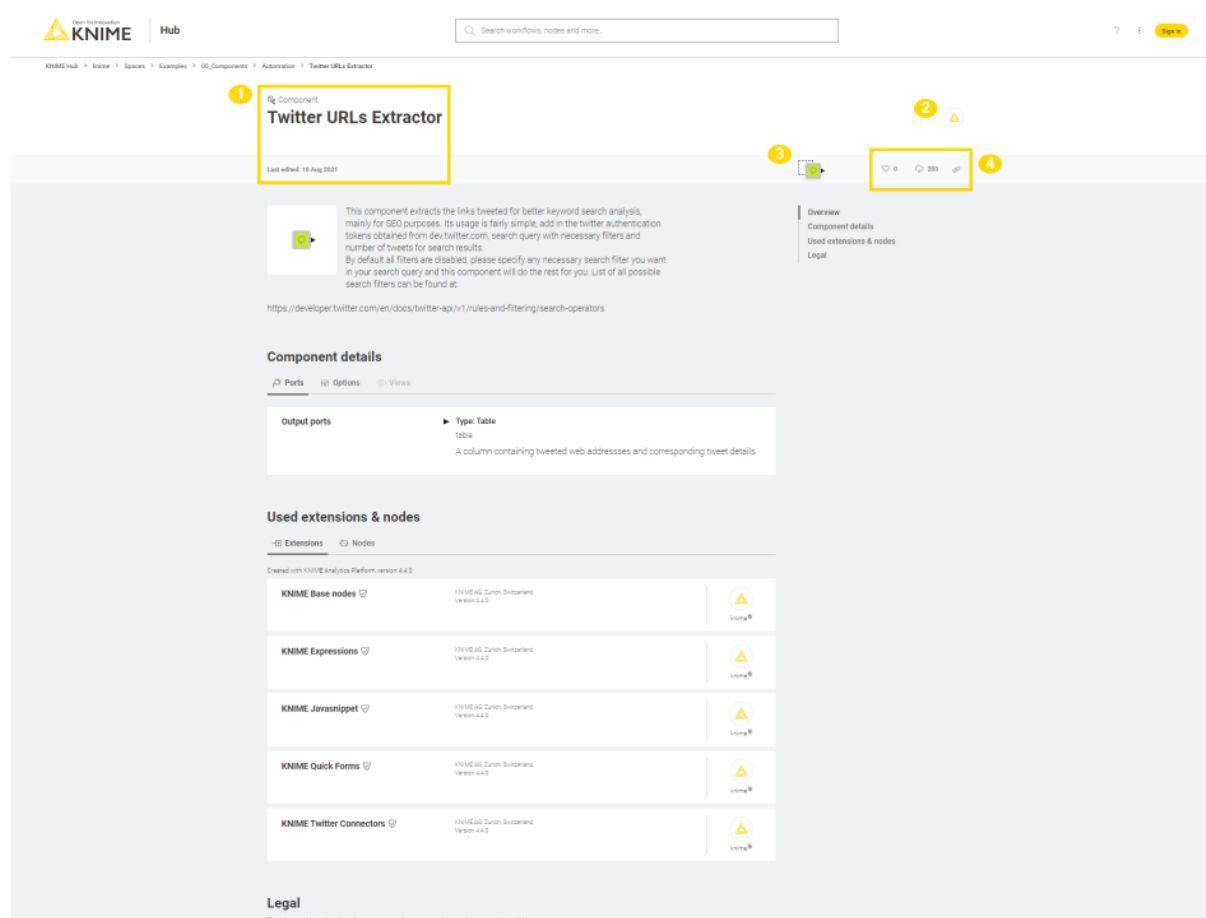 Open for Innovation
KNIME
Hub
Search workflows, nodes and more...
?
Sign in
KNIME Hub > knime > Spaces > Examples > 00_Components > Automation > Twitter URLs Extractor
1
Component
Twitter URLs Extractor
2
3
4
Last edited: 16 Aug 2021
0 203
This component extracts the links tweeted for better keyword search analysis,
mainly for SEO purposes. Its usage is fairly simple, add in the twitter authentication
tokens obtained from dev.twitter.com, search query with necessary filters and
number of tweets for search results.
By default all filters are disabled, please specify any necessary search filter you want
in your search query and this component will do the rest for you. List of all possible
search filters can be found at:
https://developer.twitter.com/en/docs/twitter-api/v1/rules-and-filtering/search-operators
Overview
Component details
Used extensions & nodes
Legal
Component details
Ports Options Views
Output ports
Type: Table
table
A column containing tweeted web addressses and corresponding tweet details.
Used extensions & nodes
Extensions Nodes
Created with KNIME Analytics Platform version 4.4.0
KNIME Base nodes
KNIME AG, Zurich, Switzerland
Version 4.4.0
knime
KNIME Expressions
KNIME AG, Zurich, Switzerland
Version 4.4.0
knime
KNIME Javasnippet
KNIME AG, Zurich, Switzerland
Version 4.4.0
knime
KNIME Quick Forms
KNIME AG, Zurich, Switzerland
Version 4.4.0
knime
KNIME Twitter Connectors
KNIME AG, Zurich, Switzerland
Version 4.4.0
knime
Legal